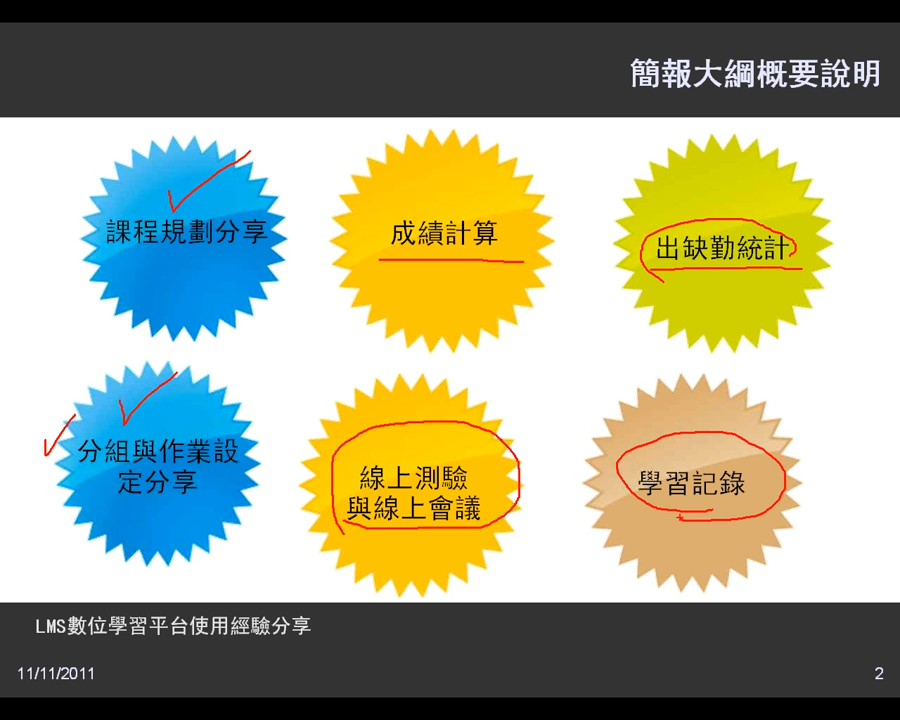 簡報大綱概要說明
課程規劃分享
成績計算
出缺勤統計
分組與作業設
定分享
線上測驗
與線上會議
學習記錄
LMS數位學習平台使用經驗分享
11/11/2011
2